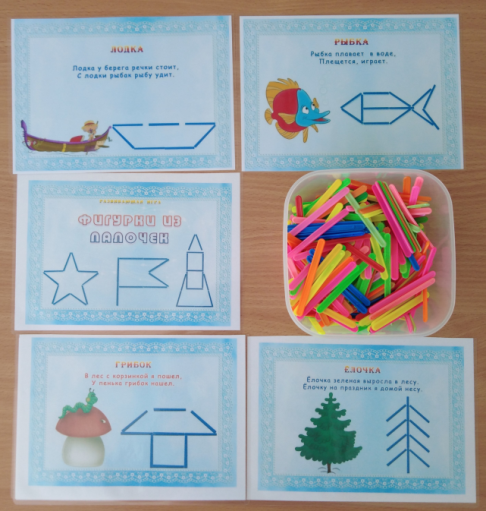 ЛОДКА
Лодка у берега речки стоит,
С лодки рыбак рыбу удит.
РЫБКА
Рыбка плавает в воде,
Плещется, играет.
РАЗВИВАЮЩАЯ ИГРА
ФИГУРКИ ИЗ
ПАЛОЧЕК
ГРИБОК
В лес с корзинкой я пошел,
У пенька грибок нашел.
ЁЛОЧКА
Ёлочка зеленая выросла в лесу.
Ёлочку на праздник я домой несу.